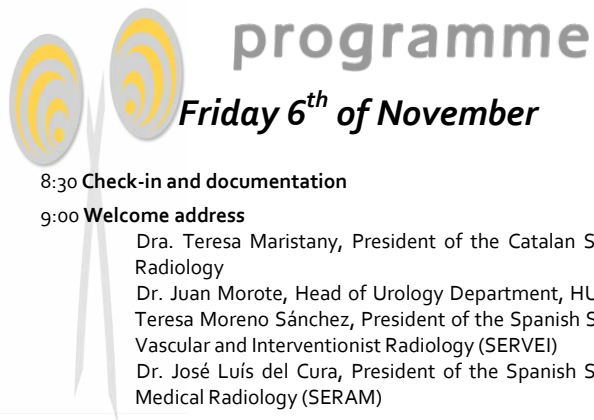 programme
Friday 6th of November
8:30 Check-in and documentation
9:00 Welcome address
Dra. Teresa Maristany, President of the Catalan
Radiology
Dr. Juan Morote, Head of Urology Department,
Teresa Moreno Sánchez, President of the Spanish
Vascular and Interventionist Radiology (SERVEI)
Dr. José Luís del Cura, President of the Spanish
Medical Radiology (SERAM)